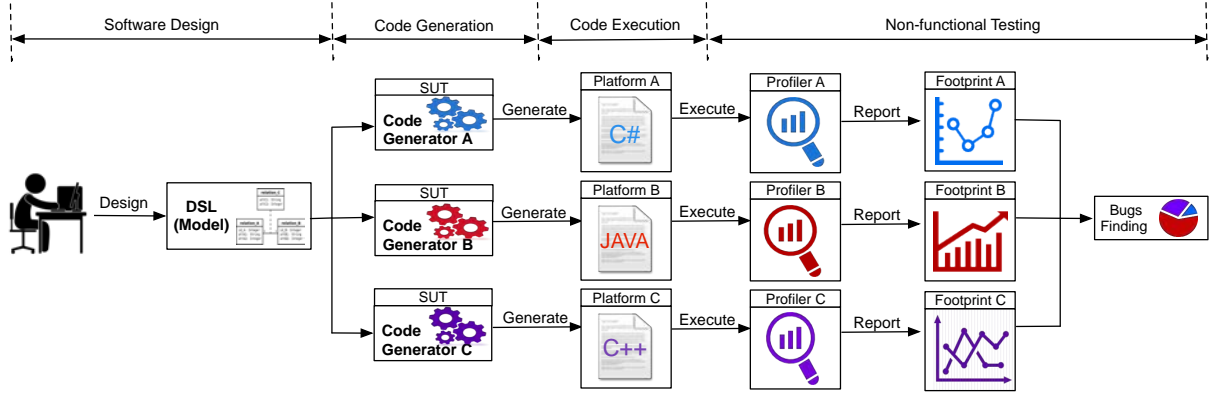 Software Design
Code Generation
Code Execution
Non-functional Testing
Design
DSL
(Model)
SUT
Code
Generator A
Generate
Platform A
C#
Execute
Profiler A
Report
Footprint A
SUT
Code
Generator B
Generate
Platform B
JAVA
Execute
Profiler B
Report
Footprint B
SUT
Code
Generator C
Generate
Platform C
C++
Execute
Profiler C
Report
Footprint C
Bugs
Finding